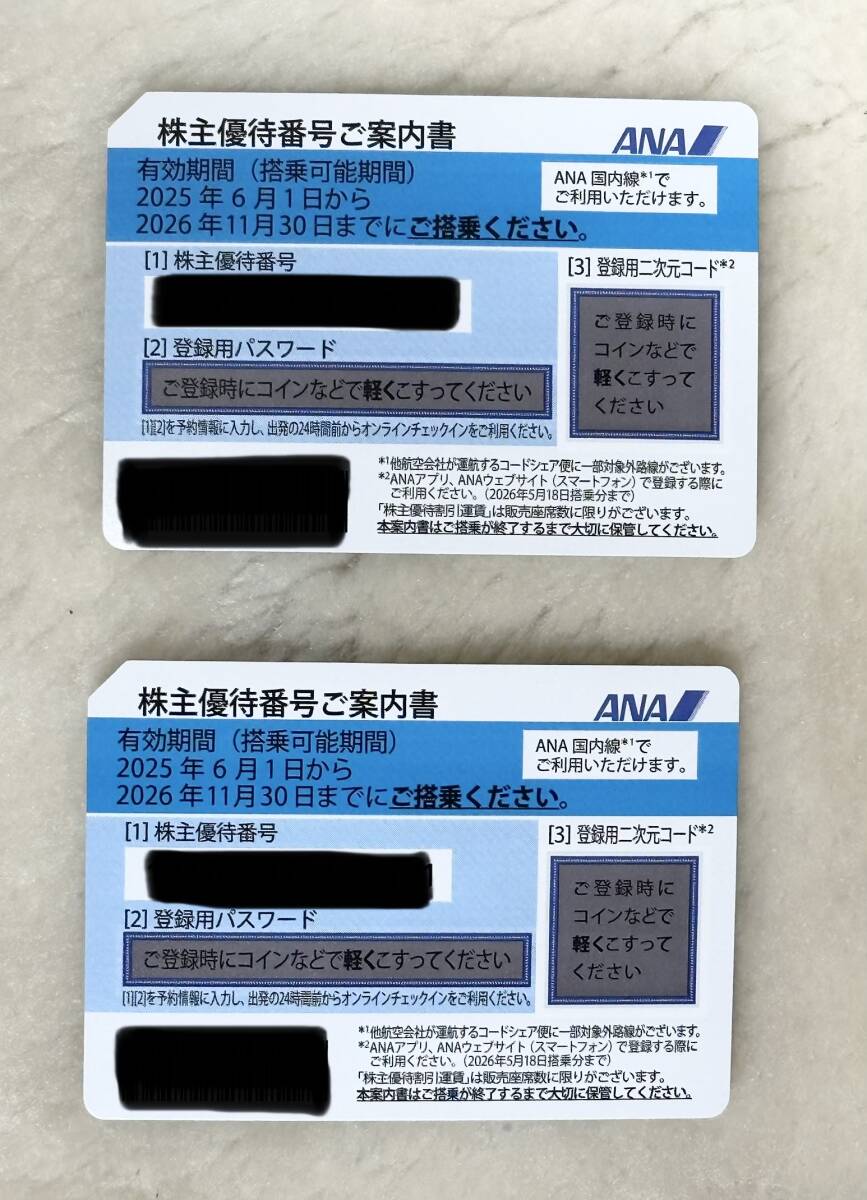 株主優待番号ご案内書
ANA
有効期間（搭乗可能期間）
2025年6月1日から
2026年11月30日までにご搭乗ください。
ANA国内線*1で
ご利用いただけます。
[1] 株主優待番号
[2] 登録用パスワード
ご登録時にコインなどで軽くこすってください
[1][2]を予約情報に入力し、出発の24時間前からオンラインチェックインをご利用ください。
[3] 登録用二次元コード*2
ご登録時に
コインなどで
軽くこすって
ください
*1他航空会社が運航するコードシェア便に一部対象外路線がございます。
*2ANAアプリ、ANAウェブサイト（スマートフォン）で登録する際に
ご利用ください。（2026年5月18日搭乗分まで）
「株主優待割引運賃」は販売座席数に限りがございます。
本案内書はご搭乗が終了するまで大切に保管してください。
株主優待番号ご案内書
ANA
有効期間（搭乗可能期間）
2025年6月1日から
2026年11月30日までにご搭乗ください。
ANA国内線*1で
ご利用いただけます。
[1] 株主優待番号
[2] 登録用パスワード
ご登録時にコインなどで軽くこすってください
[1][2]を予約情報に入力し、出発の24時間前からオンラインチェックインをご利用ください。
[3] 登録用二次元コード*2
ご登録時に
コインなどで
軽くこすって
ください
*1他航空会社が運航するコードシェア便に一部対象外路線がございます。
*2ANAアプリ、ANAウェブサイト（スマートフォン）で登録する際に
ご利用ください。（2026年5月18日搭乗分まで）
「株主優待割引運賃」は販売座席数に限りがございます。
本案内書はご搭乗が終了するまで大切に保管してください。